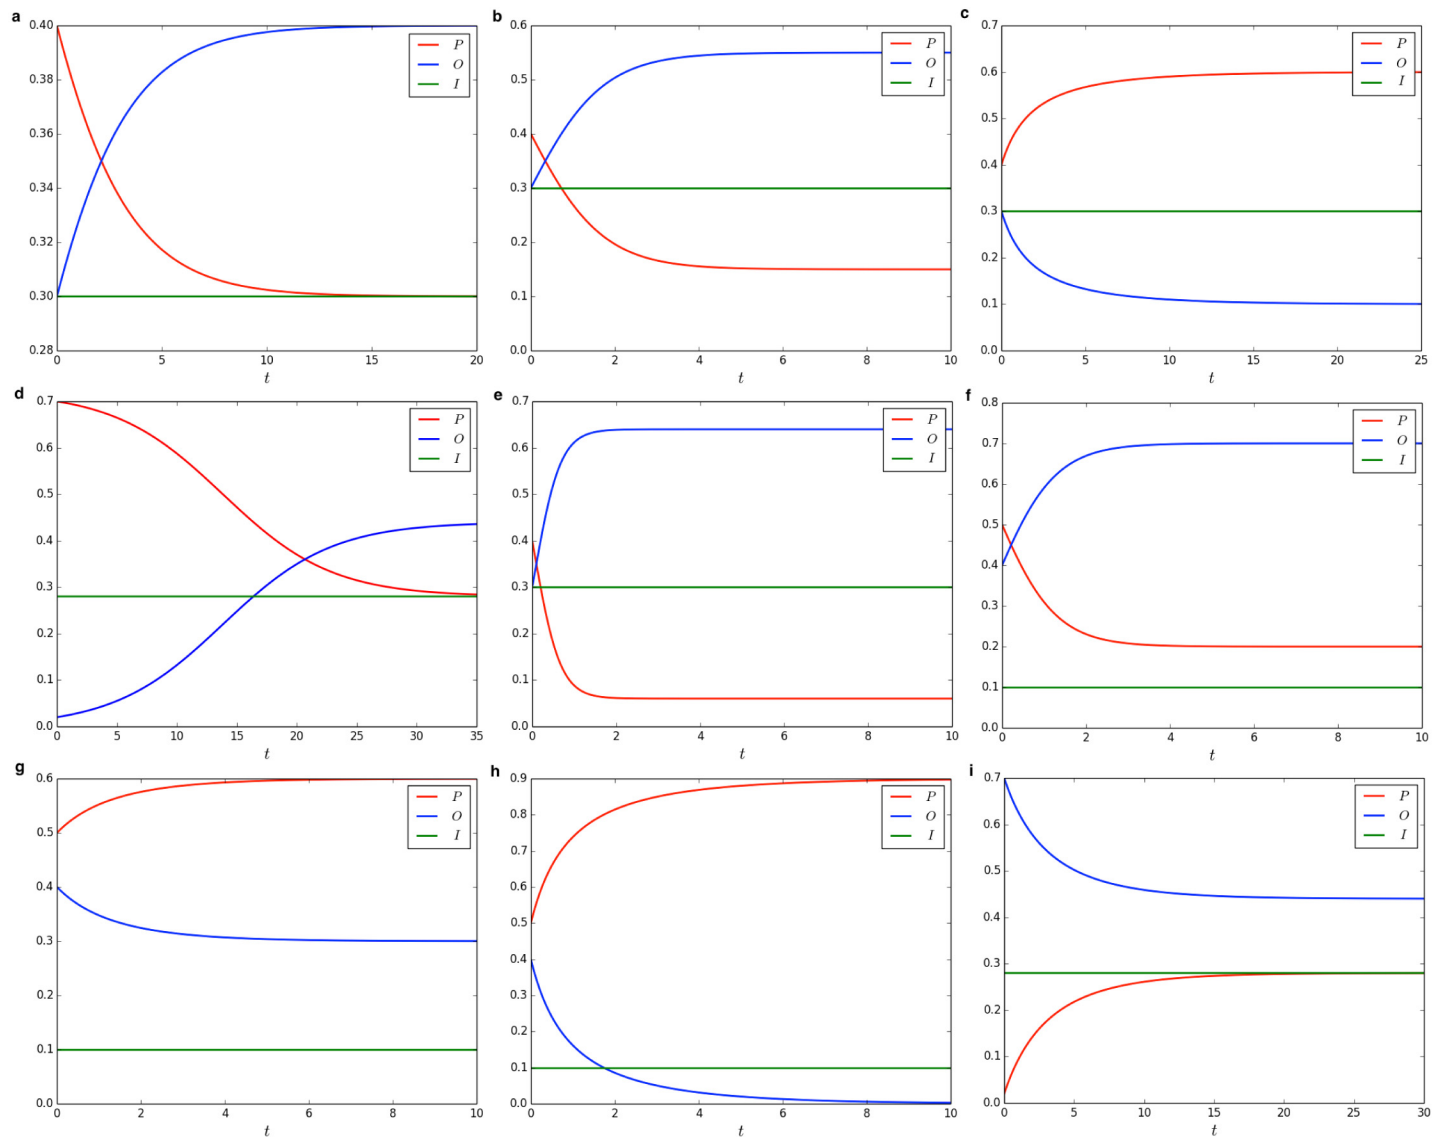 a
0.40
0.38
0.36
0.34
0.32
0.30
0.28
0 5 10 15 20
t
P
O
I
b
0.6
0.5
0.4
0.3
0.2
0.1
0.0
0 2 4 6 8 10
t
P
O
I
c
0.7
0.6
0.5
0.4
0.3
0.2
0.1
0.0
0 5 10 15 20 25
t
P
O
I
d
0.7
0.6
0.5
0.4
0.3
0.2
0.1
0.0
0 5 10 15 20 25 30 35
t
P
O
I
e
0.7
0.6
0.5
0.4
0.3
0.2
0.1
0.0
0 2 4 6 8 10
t
P
O
I
f
0.8
0.7
0.6
0.5
0.4
0.3
0.2
0.1
0.0
0 2 4 6 8 10
t
P
O
I
g
0.6
0.5
0.4
0.3
0.2
0.1
0.0
0 2 4 6 8 10
t
P
O
I
h
0.9
0.8
0.7
0.6
0.5
0.4
0.3
0.2
0.1
0.0
0 2 4 6 8 10
t
P
O
I
i
0.7
0.6
0.5
0.4
0.3
0.2
0.1
0.0
0 5 10 15 20 25 30
t
P
O
I